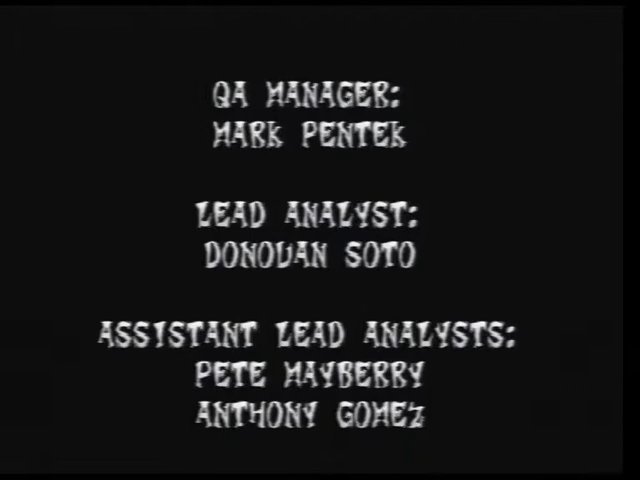 QA MANAGER:
MARK PENTEK
LEAD ANALYST:
DONOVAN SOTO
ASSISTANT LEAD ANALYSTS:
PETE MAYBERRY
ANTHONY GOMEZ